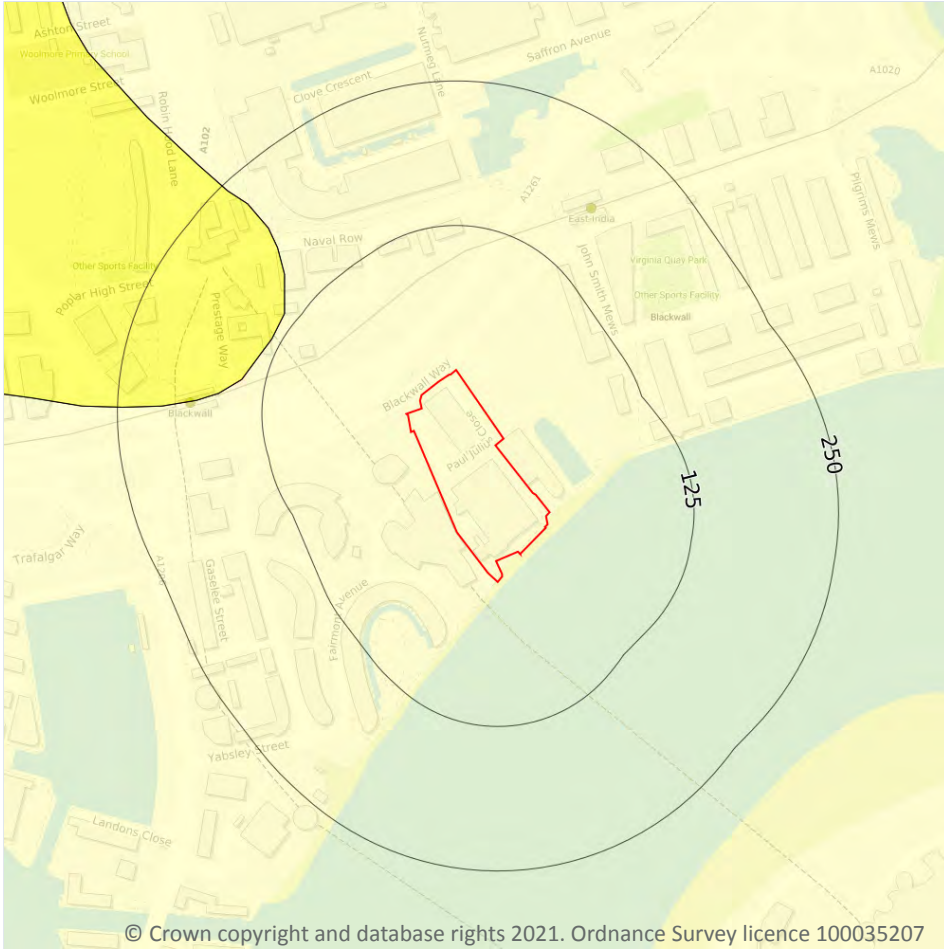 Ashton Street
Woolmore Primary School
Woolmore Street
Robin Hood Lane
A102
Clove Crescent
Nutmeg Lane
Saffron Avenue
A1020
A1261
East-India
Pilgrims Mews
Naval Row
John Smith Mews
Virginia Quay Park
Other Sports Facility
Blackwall
Other Sports Facility
Poplar High Street
Prestage Way
Blackwall
Blackwall Way
Paul Julius
Close
125
250
Trafalgar Way
Gaselee Street
Fairmont Avenue
Yabsley Street
Landons Close
© Crown copyright and database rights 2021. Ordnance Survey licence 100035207